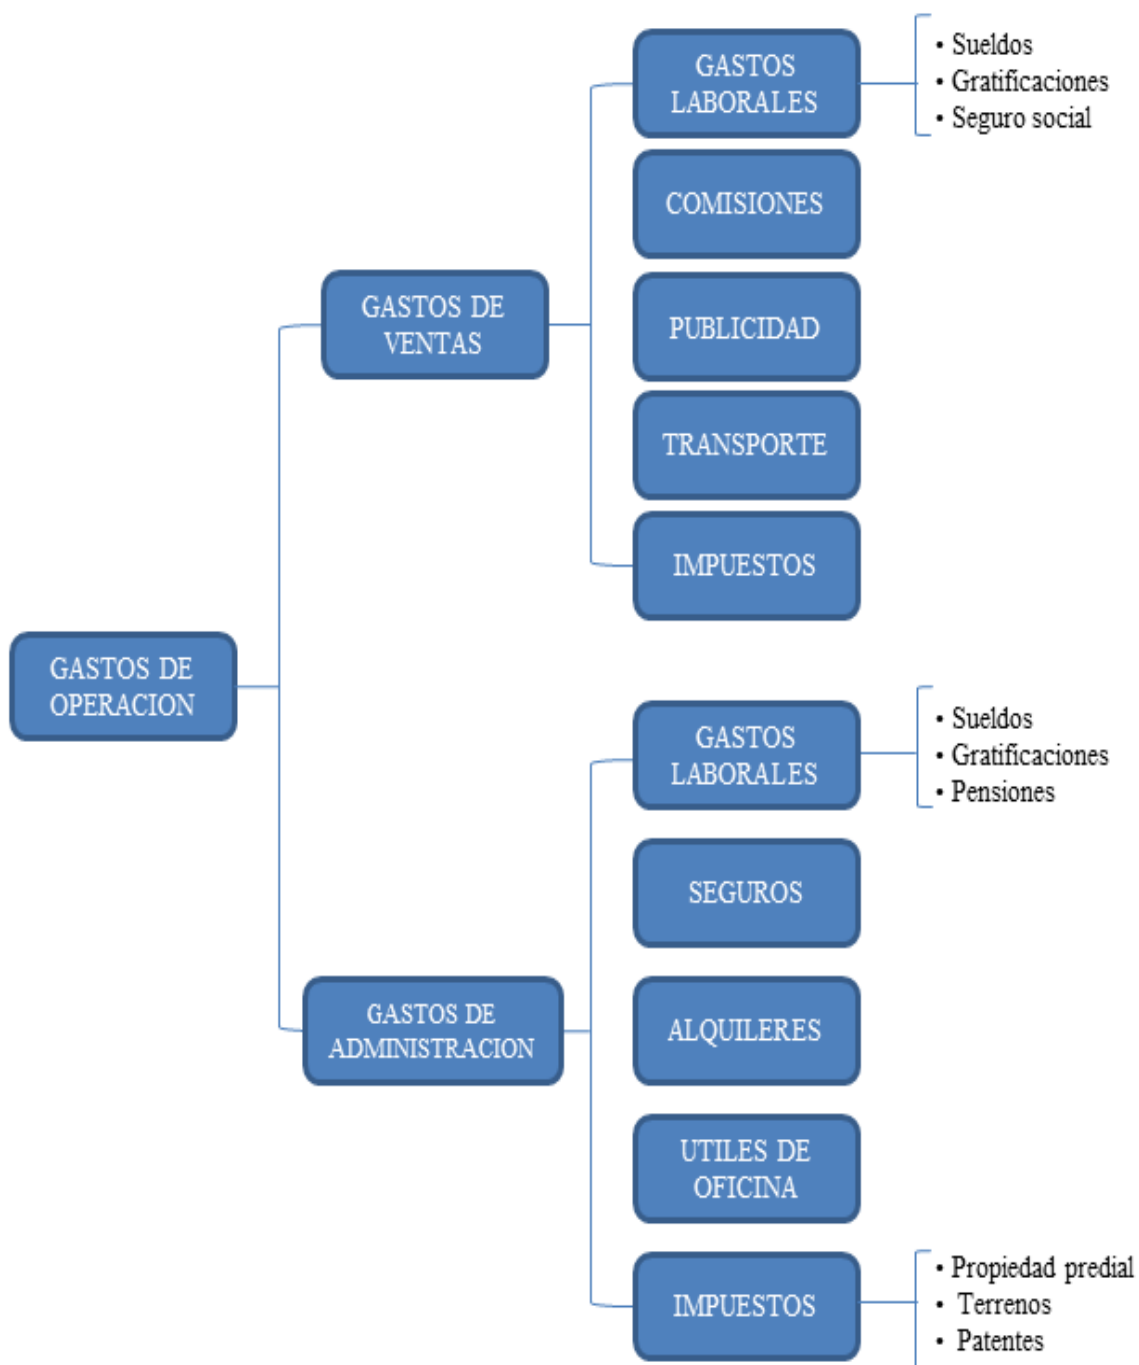 GASTOS DE
OPERACION
GASTOS DE
VENTAS
GASTOS
LABORALES
• Sueldos
• Gratificaciones
• Seguro social
COMISIONES
PUBLICIDAD
TRANSPORTE
IMPUESTOS
GASTOS DE
ADMINISTRACION
GASTOS
LABORALES
• Sueldos
• Gratificaciones
• Pensiones
SEGUROS
ALQUILERES
UTILES DE
OFICINA
IMPUESTOS
• Propiedad predial
• Terrenos
• Patentes